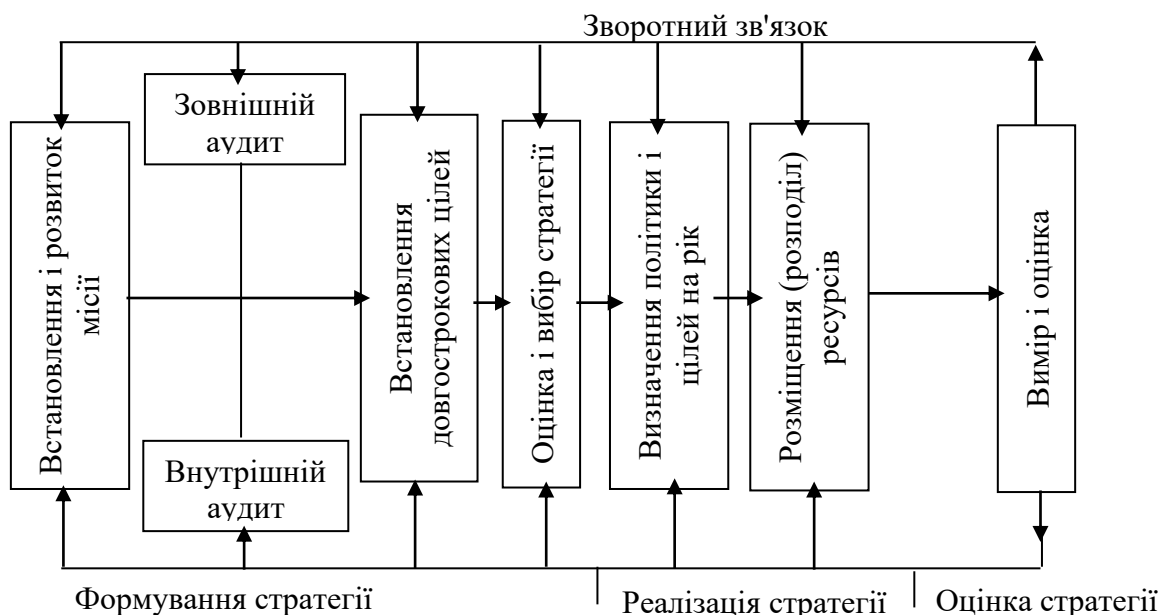 Зворотний зв'язок
Зовнішній
аудит
Встановлення і розвиток
місії
Внутрішній
аудит
Встановлення
довгострокових цілей
Оцінка і вибір стратегії
Визначення політики і
цілей на рік
Розміщення (розподіл)
ресурсів
Вимір і оцінка
Формування стратегії
Реалізація стратегії
Оцінка стратегії